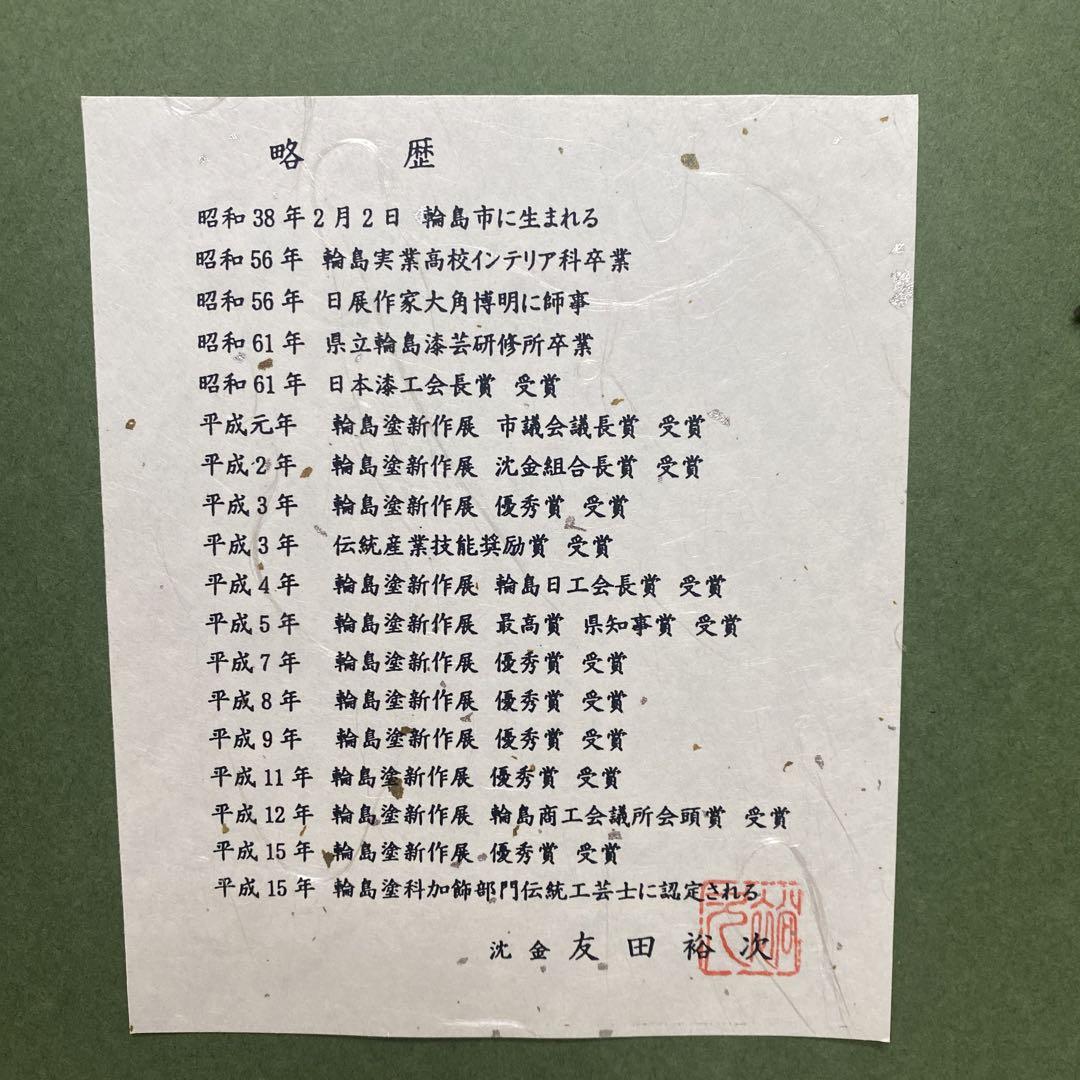 略 歴
昭和38年2月2日 輪島市に生まれる
昭和56年 輪島実業高校インテリア科卒業
昭和56年 日展作家大角博明に師事
昭和61年 県立輪島漆芸研修所卒業
昭和61年 日本漆工会長賞 受賞
平成元年 輪島塗新作展 市議会議長賞 受賞
平成2年 輪島塗新作展 沈金組合長賞 受賞
平成3年 輪島塗新作展 優秀賞 受賞
平成3年 伝統産業技能奨励賞 受賞
平成4年 輪島塗新作展 輪島日工会長賞 受賞
平成5年 輪島塗新作展 最高賞 県知事賞 受賞
平成7年 輪島塗新作展 優秀賞 受賞
平成8年 輪島塗新作展 優秀賞 受賞
平成9年 輪島塗新作展 優秀賞 受賞
平成11年 輪島塗新作展 優秀賞 受賞
平成12年 輪島塗新作展 輪島商工会議所会頭賞 受賞
平成15年 輪島塗新作展 優秀賞 受賞
平成15年 輪島塗科加飾部門伝統工芸士に認定される
沈金 友田裕次